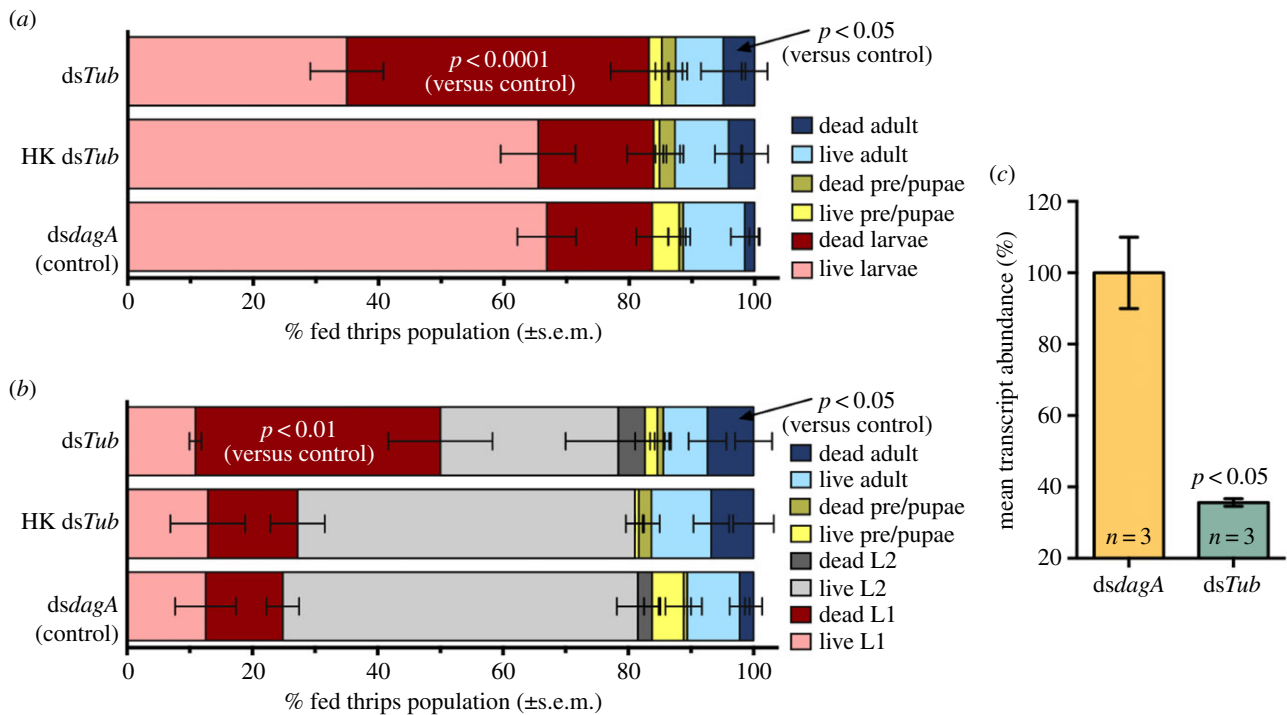 (a)
dsTub
p < 0.0001
(versus control)
p < 0.05
(versus control)
HK dsTub
dsdagA
(control)
dead adult
live adult
dead pre/pupae
live pre/pupae
dead larvae
live larvae
0 20 40 60 80 100
% fed thrips population (±s.e.m.)
(b)
dsTub
p < 0.01
(versus control)
p < 0.05
(versus control)
HK dsTub
dsdagA
(control)
dead adult
live adult
dead pre/pupae
live pre/pupae
dead L2
live L2
dead L1
live L1
0 20 40 60 80 100
% fed thrips population (±s.e.m.)
(c)
mean transcript abundance (%)
120
100
80
60
40
20
p < 0.05
n = 3 n = 3
dsdagA dsTub